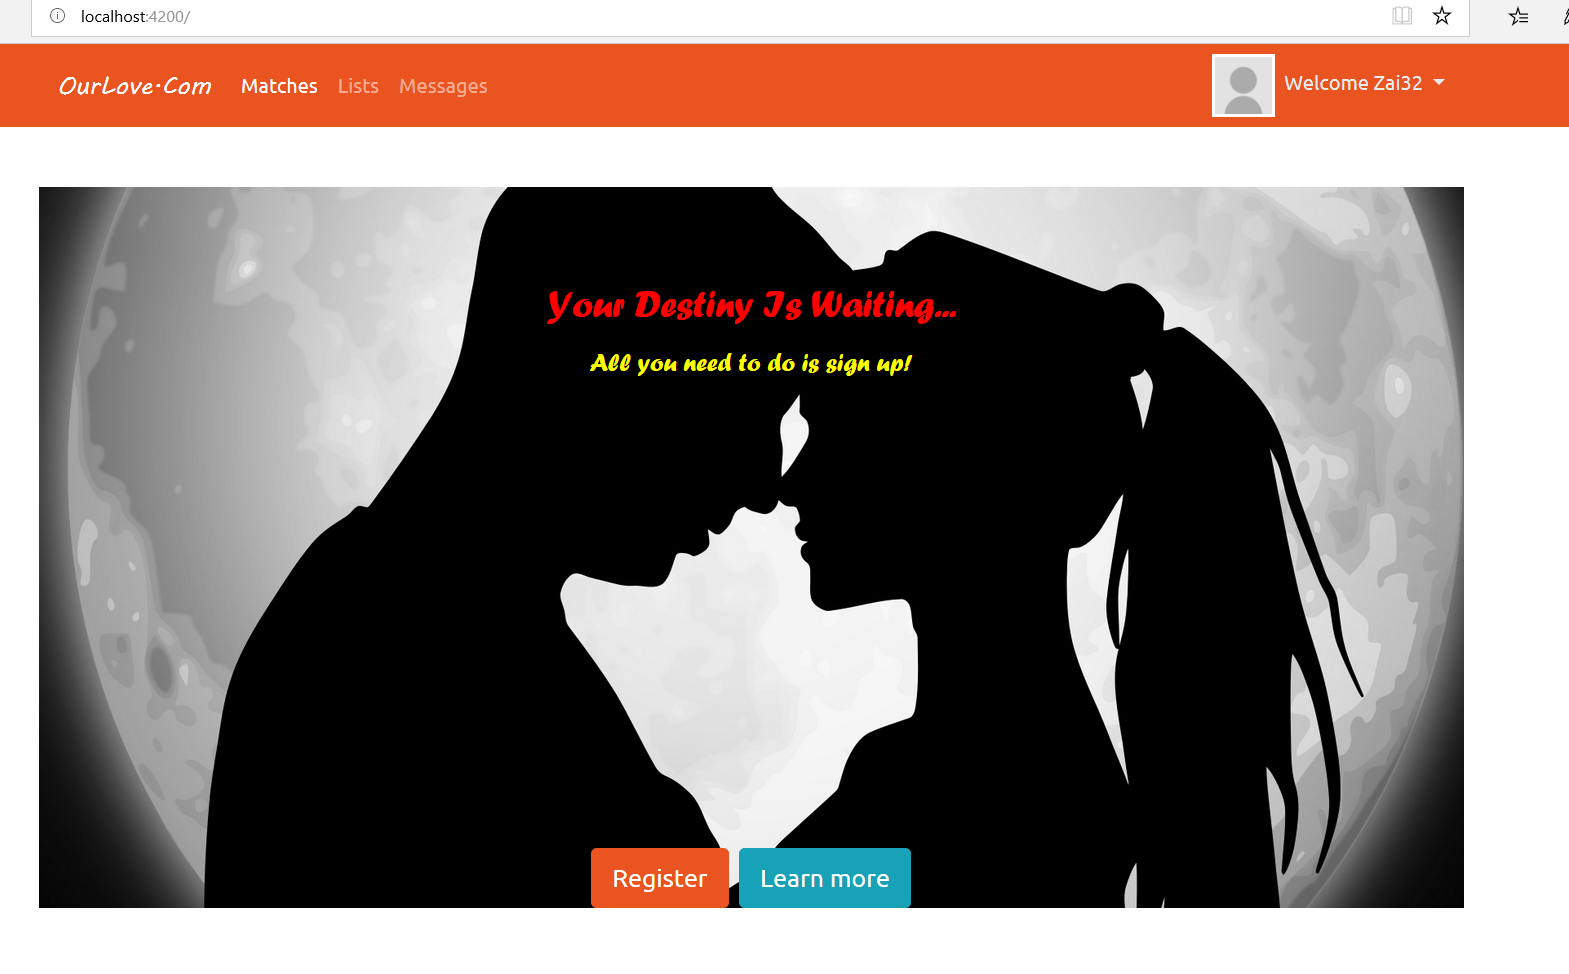 localhost:4200/
OurLove.Com Matches Lists Messages Welcome Zai32
Your Destiny Is Waiting...
All you need to do is sign up!
Register Learn more